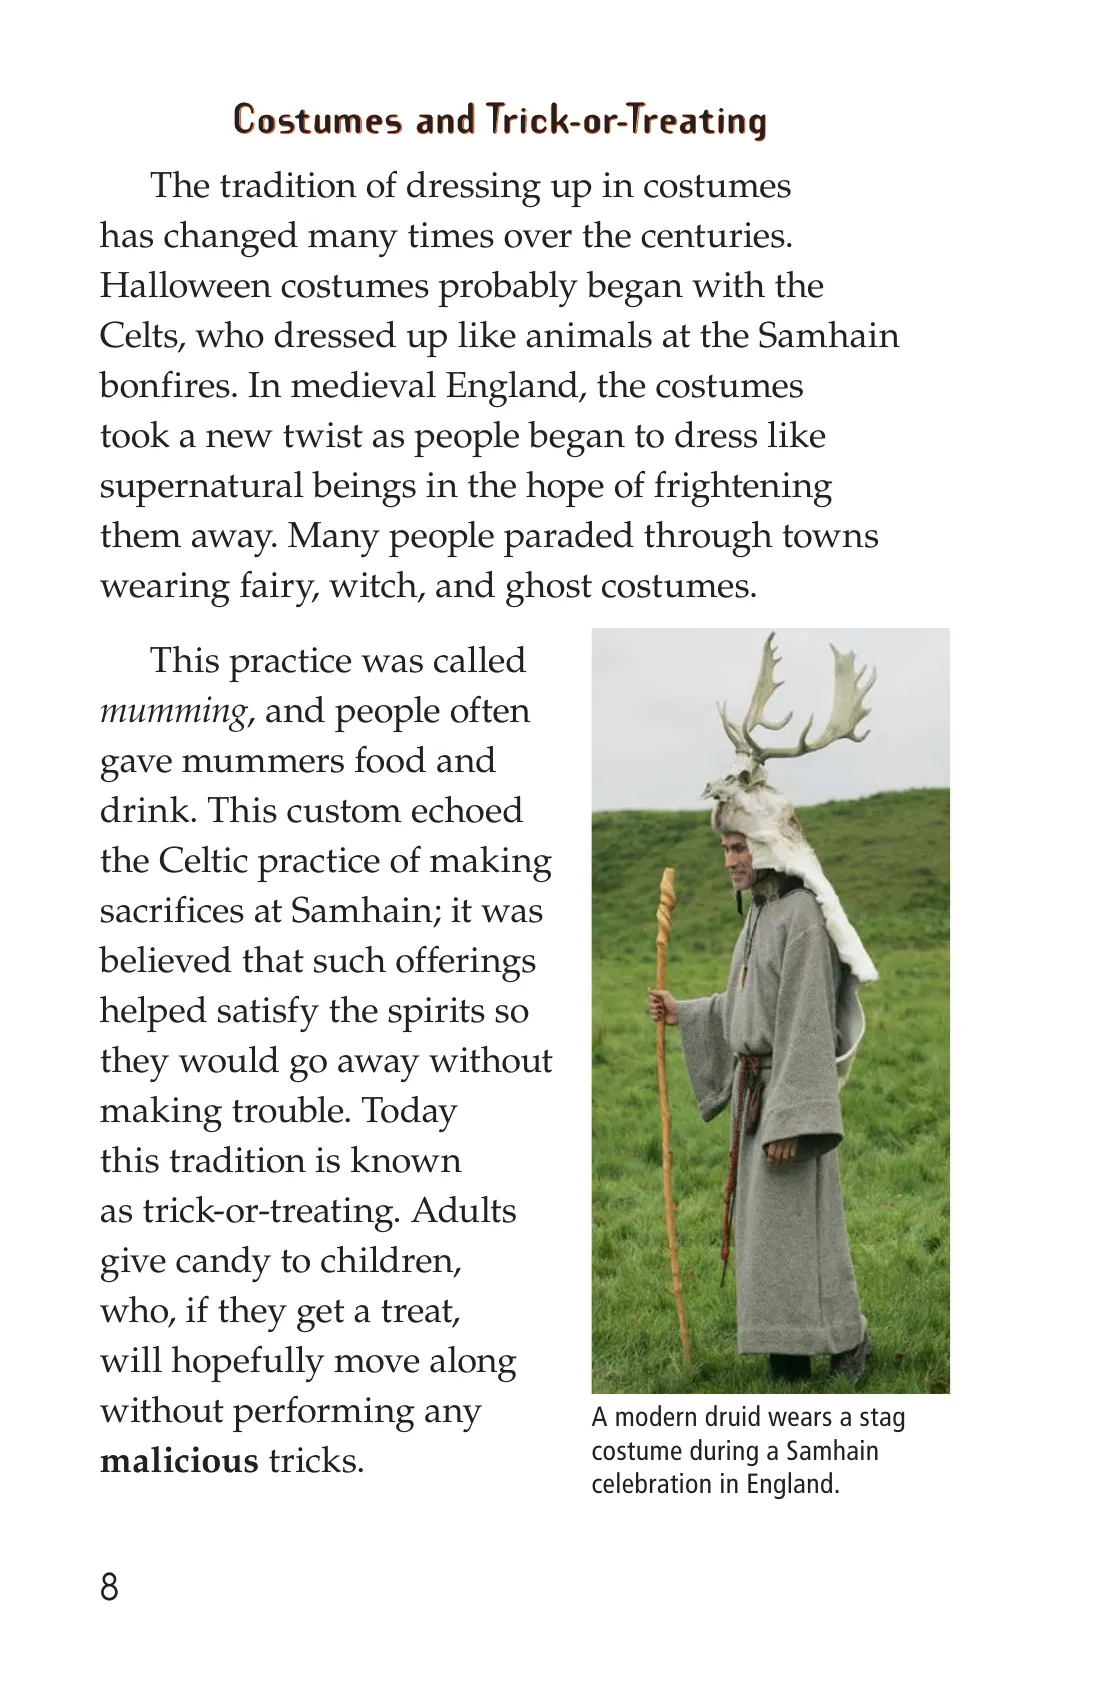 Costumes and Trick-or-Treating
The tradition of dressing up in costumes
has changed many times over the centuries.
Halloween costumes probably began with the
Celts, who dressed up like animals at the Samhain
bonfires. In medieval England, the costumes
took a new twist as people began to dress like
supernatural beings in the hope of frightening
them away. Many people paraded through towns
wearing fairy, witch, and ghost costumes.
This practice was called
mumming, and people often
gave mummers food and
drink. This custom echoed
the Celtic practice of making
sacrifices at Samhain; it was
believed that such offerings
helped satisfy the spirits so
they would go away without
making trouble. Today
this tradition is known
as trick-or-treating. Adults
give candy to children,
who, if they get a treat,
will hopefully move along
without performing any
malicious tricks.
A modern druid wears a stag
costume during a Samhain
celebration in England.
8